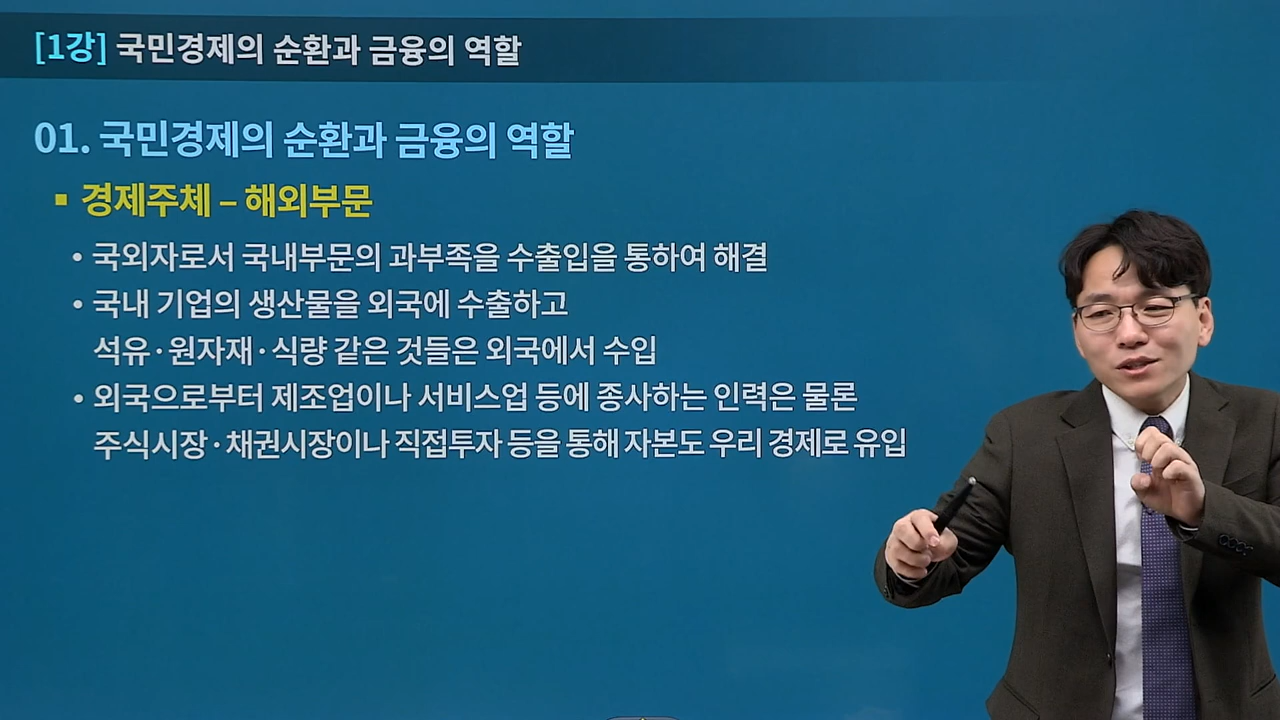 [1강] 국민경제의 순환과 금융의 역할
01. 국민경제의 순환과 금융의 역할
▪ 경제주체 – 해외부문
• 국외자로서 국내부문의 과부족을 수출입을 통하여 해결
• 국내 기업의 생산물을 외국에 수출하고
석유·원자재·식량 같은 것들은 외국에서 수입
• 외국으로부터 제조업이나 서비스업 등에 종사하는 인력은 물론
주식시장·채권시장이나 직접투자 등을 통해 자본도 우리 경제로 유입